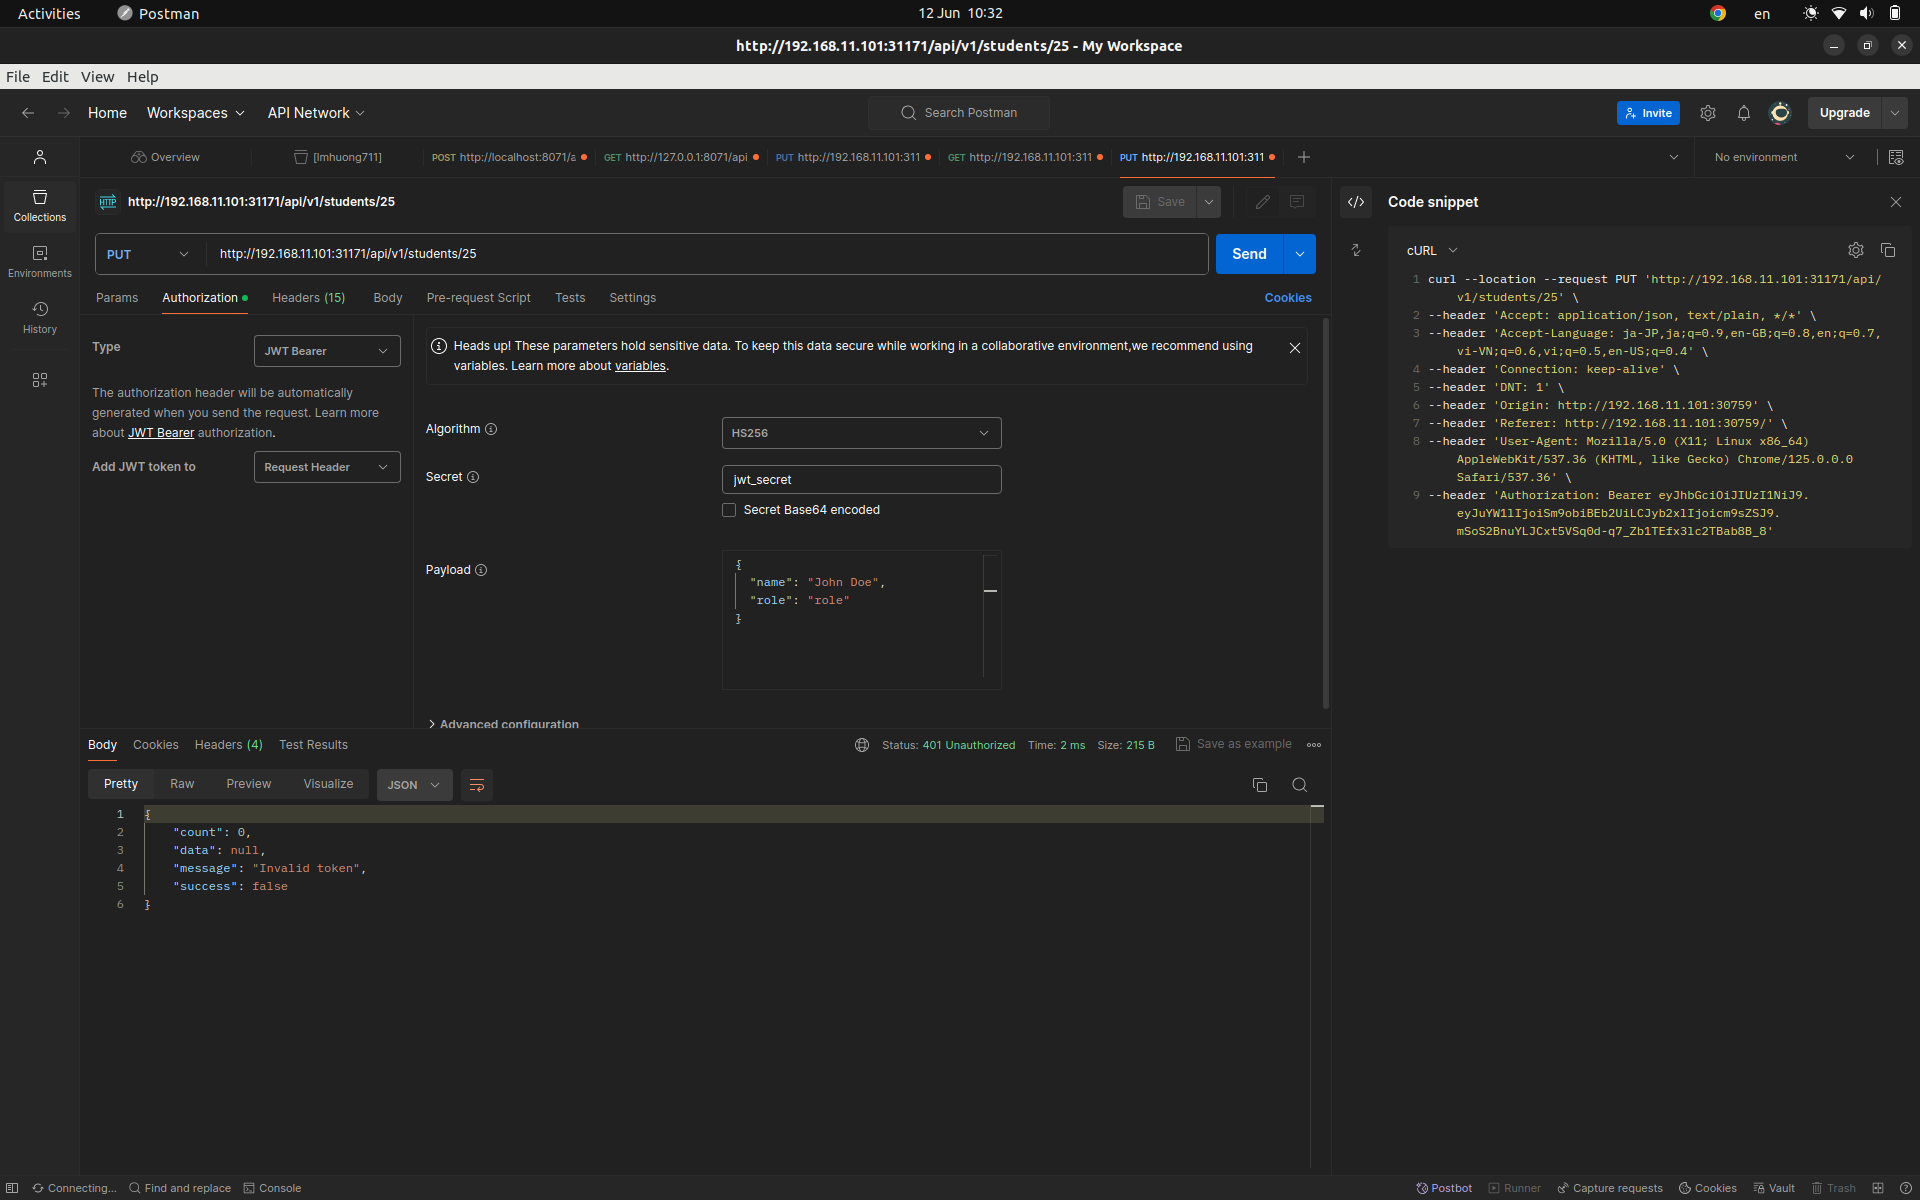 Activities
Postman
12 Jun 10:32
en
http://192.168.11.101:31171/api/v1/students/25 - My Workspace
File Edit View Help
Home
Workspaces
API Network
Search Postman
Invite
Upgrade
Overview
[lmhuong711]
POST http://localhost:8071/a
GET http://127.0.0.1:8071/api
PUT http://192.168.11.101:311
GET http://192.168.11.101:311
PUT http://192.168.11.101:311
No environment
Collections
Environments
History
HTTP
http://192.168.11.101:31171/api/v1/students/25
Save
PUT
http://192.168.11.101:31171/api/v1/students/25
Send
Params
Authorization
Headers (15)
Body
Pre-request Script
Tests
Settings
Cookies
Type
JWT Bearer
The authorization header will be automatically
generated when you send the request. Learn more
about JWT Bearer authorization.
Add JWT token to
Request Header
Heads up! These parameters hold sensitive data. To keep this data secure while working in a collaborative environment,we recommend using
variables. Learn more about variables.
Algorithm
HS256
Secret
jwt_secret
Secret Base64 encoded
Payload
{
"name": "John Doe",
"role": "role"
}
Advanced configuration
Code snippet
cURL
1 curl --location --request PUT 'http://192.168.11.101:31171/api/
v1/students/25' \
2 --header 'Accept: application/json, text/plain, */*' \
3 --header 'Accept-Language: ja-JP,ja;q=0.9,en-GB;q=0.8,en;q=0.7,
vi-VN;q=0.6,vi;q=0.5,en-US;q=0.4' \
4 --header 'Connection: keep-alive' \
5 --header 'DNT: 1' \
6 --header 'Origin: http://192.168.11.101:30759' \
7 --header 'Referer: http://192.168.11.101:30759/' \
8 --header 'User-Agent: Mozilla/5.0 (X11; Linux x86_64)
AppleWebKit/537.36 (KHTML, like Gecko) Chrome/125.0.0.0
Safari/537.36' \
9 --header 'Authorization: Bearer eyJhbGciOiJIUzI1NiJ9.
eyJuYW1lIjoiSm9obiBEb2UiLCJyb2xlIjoicm9sZSJ9.
mSoS2BnuYLJCxt5VSq0d-q7_Zb1TEfx3lc2TBab8B_8'
Body
Cookies
Headers (4)
Test Results
Status: 401 Unauthorized
Time: 2 ms
Size: 215 B
Save as example
Pretty
Raw
Preview
Visualize
JSON
1 {
2 "count": 0,
3 "data": null,
4 "message": "Invalid token",
5 "success": false
6 }
Connecting...
Find and replace
Console
Postbot
Runner
Capture requests
Cookies
Vault
Trash